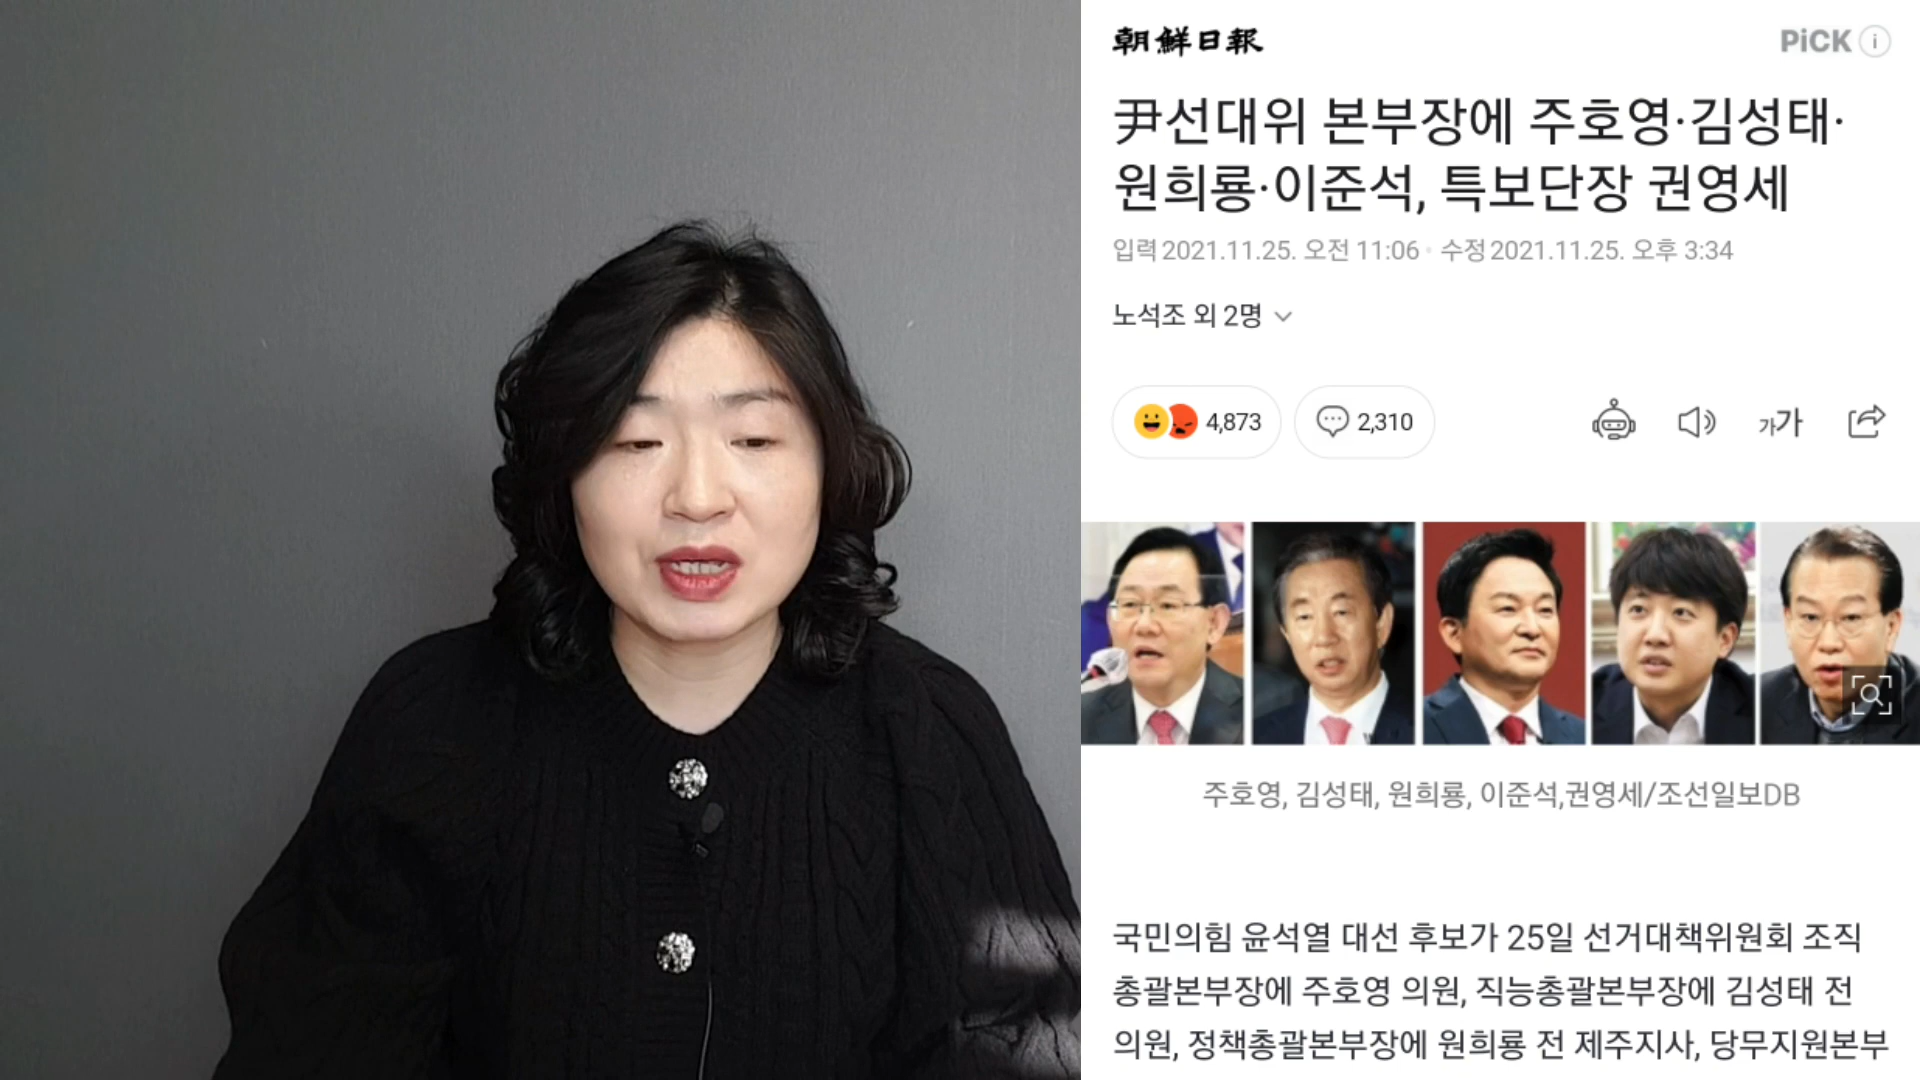 朝鮮日報
PiCK i
尹선대위 본부장에 주호영·김성태·
원희룡·이준석, 특보단장 권영세
입력 2021.11.25. 오전 11:06 · 수정 2021.11.25. 오후 3:34
노석조 외 2명
4,873 2,310 가가
주호영, 김성태, 원희룡, 이준석,권영세/조선일보DB
국민의힘 윤석열 대선 후보가 25일 선거대책위원회 조직
총괄본부장에 주호영 의원, 직능총괄본부장에 김성태 전
의원, 정책총괄본부장에 원희룡 전 제주지사, 당무지원본부